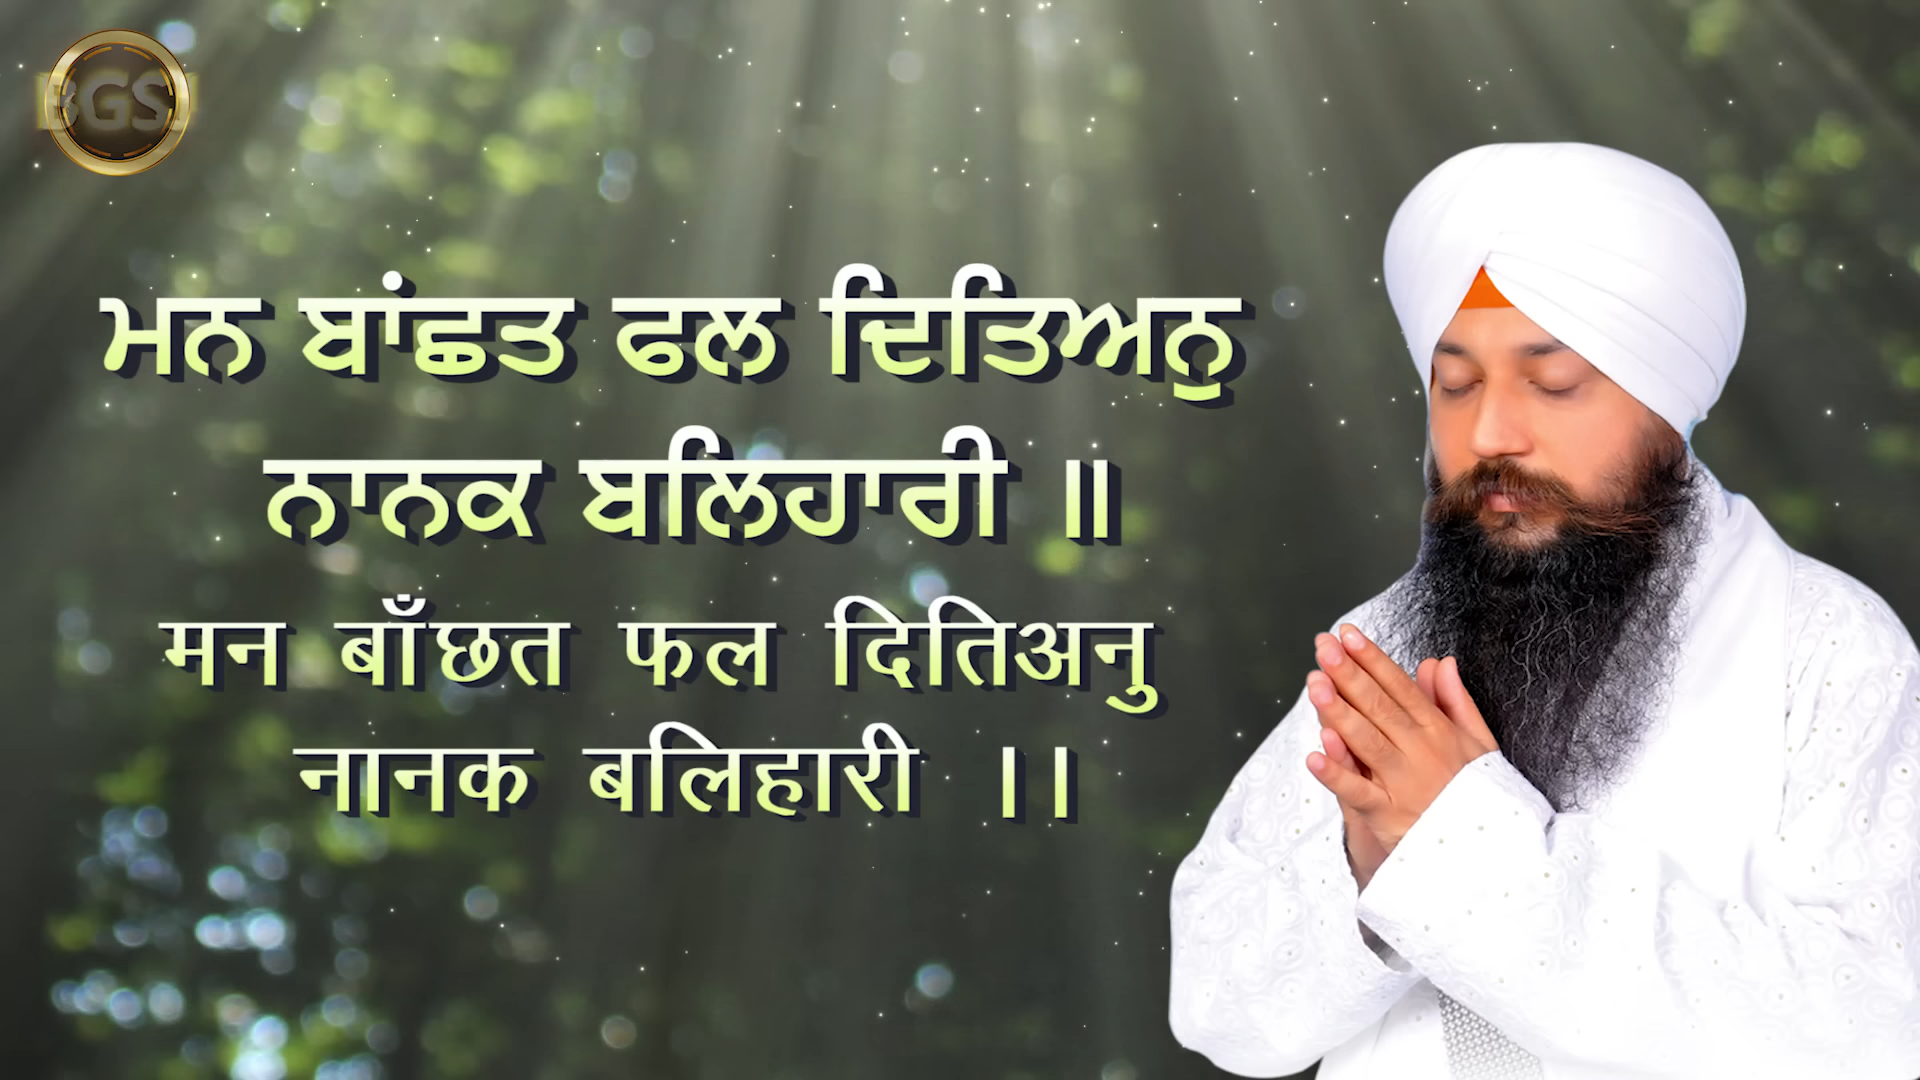 BGS
ਮਨ ਬਾਂਛਤ ਫਲ ਦਿਤਿਅਨੁ
ਨਾਨਕ ਬਲਿਹਾਰੀ ॥
मन बाँछत फल दितिअनु
नानक बलिहारी ।।